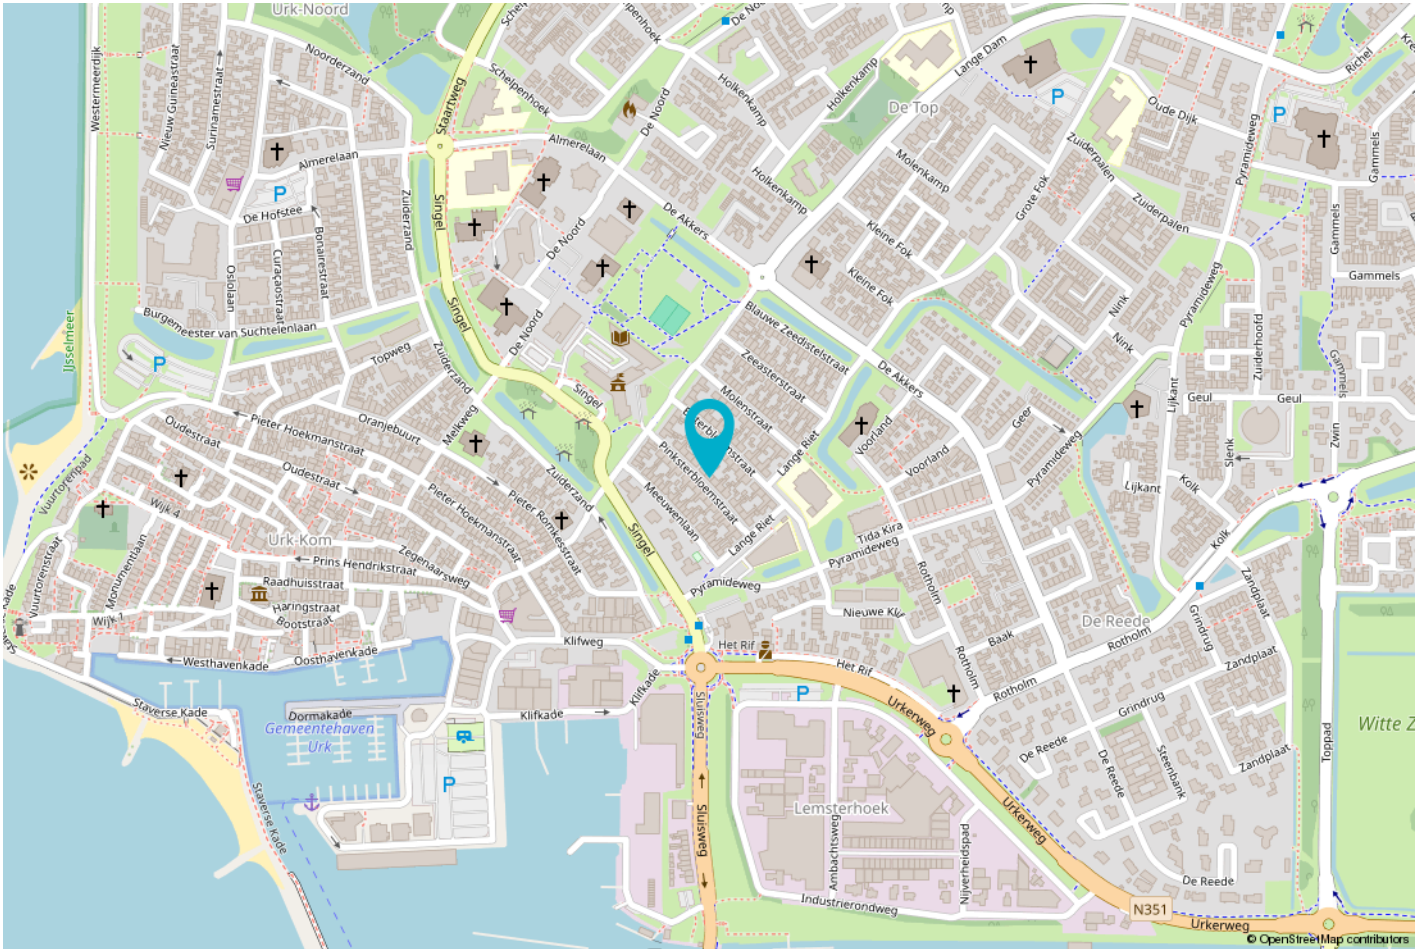 Urk-Noord
De Noord
Schelpenhoek
Noorderzand
Westermeerdijk
Nieuw Guineastraat
Surinamestraat
Staartweg
Schelpenhoek
Holkenkamp
Holkenkamp
De Top
Lange Dam
Richel
P
Oude Dijk
P
Pyramideweg
Gammels
Almerelaan
De Noord
Almerelaan
Zuiderpalen
Molenkamp
Holkenkamp
Grote Fok
P
De Hofstee
Zuiderzand
Singel
De Akkers
Zuiderpalen
Gammels
Bonairestraat
Curaçaostraat
Oslolaan
De Noord
Kleine Fok
Kleine Fok
Gammels
Pyramideweg
Nink
Nink
Burgemeester van Suchtelenlaan
Singel
De Noord
Blauwe Zeedistelstraat
Zuiderhoofd
IJsselmeer
P
Topweg
Zuiderzand
Zeeasterstraat
De Akkers
Singel
Molenstraat
Lijkant
Geul
Geul
Oudestraat
Pieter Hoekmanstraat
Oranjebuurt
Melkweg
Geer
Voorland
Zwin
Slenk
Lange Riet
Pinksterbloemstraat
Voorland
Pyramideweg
Vuurtorenpad
Oudestraat
Zuiderzand
Meeuwenlaan
Lijkant
Kolk
Wijk 4
Pieter Hoekmanstraat
Pieter Romkesstraat
Singel
Lange Riet
Tida Kira
Pyramideweg
Kolk
Urk-Kom
Zegenaarsweg
Prins Hendrikstraat
Vuurtorenstraat
Monumentlaan
Raadhuisstraat
Pyramideweg
Rotholm
Zandplaat
Haringstraat
Bootstraat
Wijk 1
De Reede
Grindrug
Baak
Rotholm
Klifweg
Het Rif
Het Rif
Westhavenkade
Oosthavenkade
Rotholm
Zandplaat
Klifkade
Rotholm
P
Grindrug
Staverse Kade
Dormakade
Klifkade
Sluisweg
Urkerweg
Gemeentehaven
Urk
De Reede
De Reede
Steenbank
Zandplaat
Toppad
P
Staverse Kade
Sluisweg
Lemsterhoek
Urkerweg
Ambachtsweg
Nijverheidspad
De Reede
Industrierondweg
N351
Urkerweg
© OpenStreetMap contributors